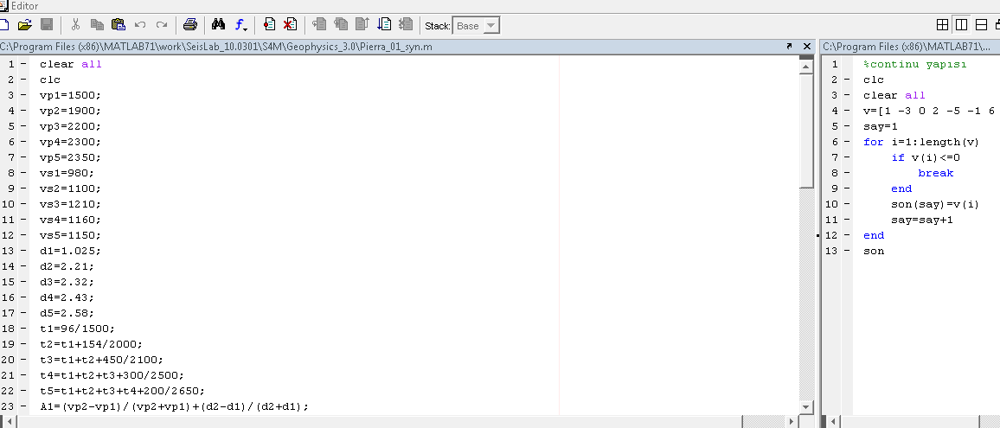 Editor
Stack: Base
C:\Program Files (x86)\MATLAB71\work\SeisLab_10.0301\S4M\Geophysics_3.0\Pierra_01_syn.m
1 - clear all
2 - clc
3 - vp1=1500;
4 - vp2=1900;
5 - vp3=2200;
6 - vp4=2300;
7 - vp5=2350;
8 - vs1=980;
9 - vs2=1100;
10 - vs3=1210;
11 - vs4=1160;
12 - vs5=1150;
13 - d1=1.025;
14 - d2=2.21;
15 - d3=2.32;
16 - d4=2.43;
17 - d5=2.58;
18 - t1=96/1500;
19 - t2=t1+154/2000;
20 - t3=t1+t2+450/2100;
21 - t4=t1+t2+t3+300/2500;
22 - t5=t1+t2+t3+t4+200/2650;
23 - A1=(vp2-vp1)/(vp2+vp1)+(d2-d1)/(d2+d1);
C:\Program Files (x86)\MATLAB71\...
1 %continu yapısı
2 - clc
3 - clear all
4 - v=[1 -3 0 2 -5 -1 6
5 - say=1
6 - for i=1:length(v)
7 - if v(i)<=0
8 - break
9 - end
10 - son(say)=v(i)
11 - say=say+1
12 - end
13 - son